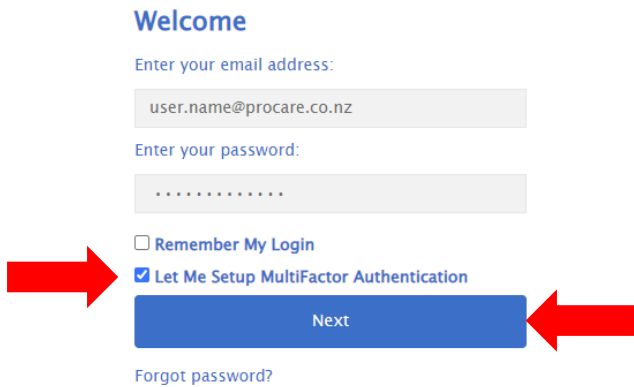 Welcome
Enter your email address:
user.name@procare.co.nz
Enter your password:
.............
Remember My Login
Let Me Setup MultiFactor Authentication
Next
Forgot password?